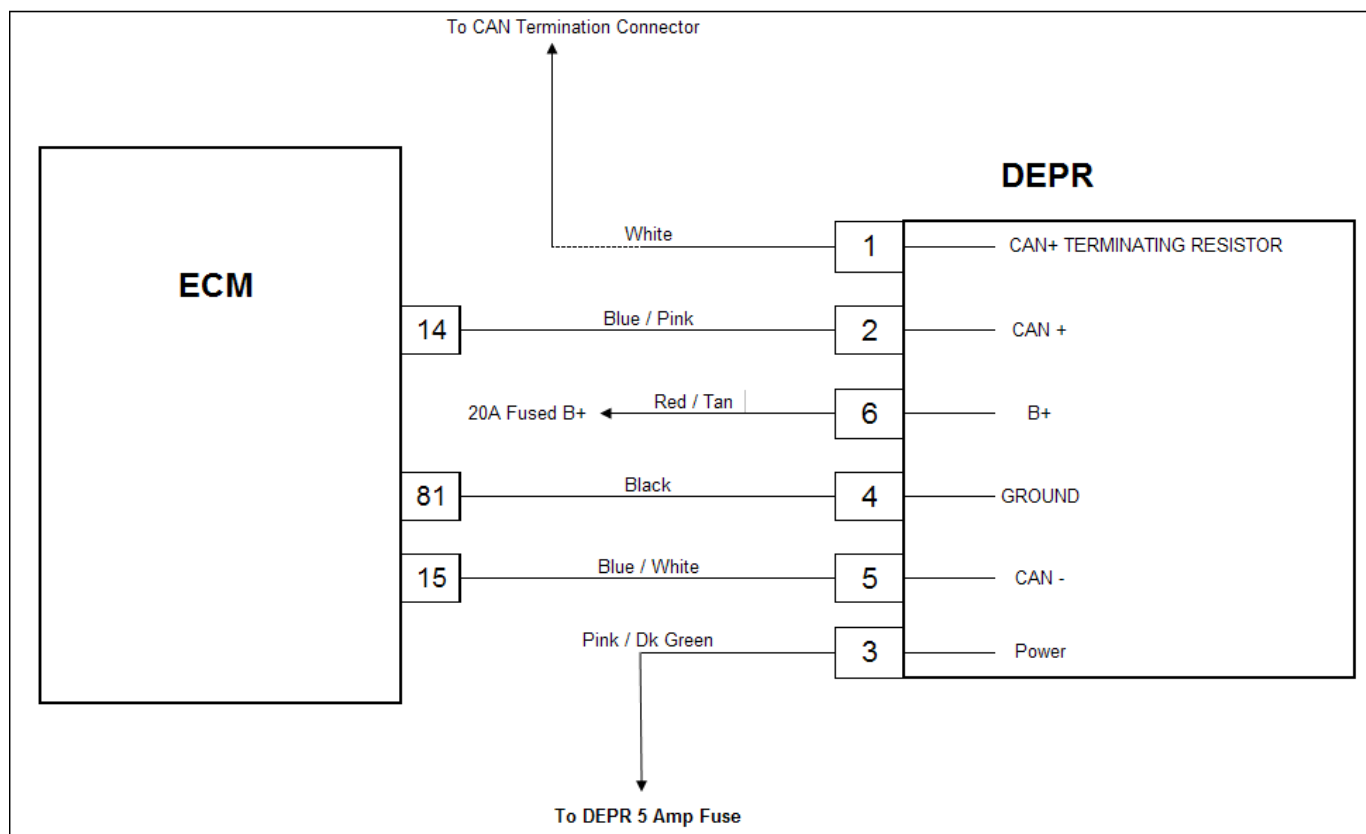 To CAN Termination Connector
DEPR
White
1
CAN+ TERMINATING RESISTOR
ECM
14
Blue / Pink
2
CAN +
20A Fused B+
Red / Tan
6
B+
81
Black
4
GROUND
15
Blue / White
5
CAN -
Pink / Dk Green
3
Power
To DEPR 5 Amp Fuse